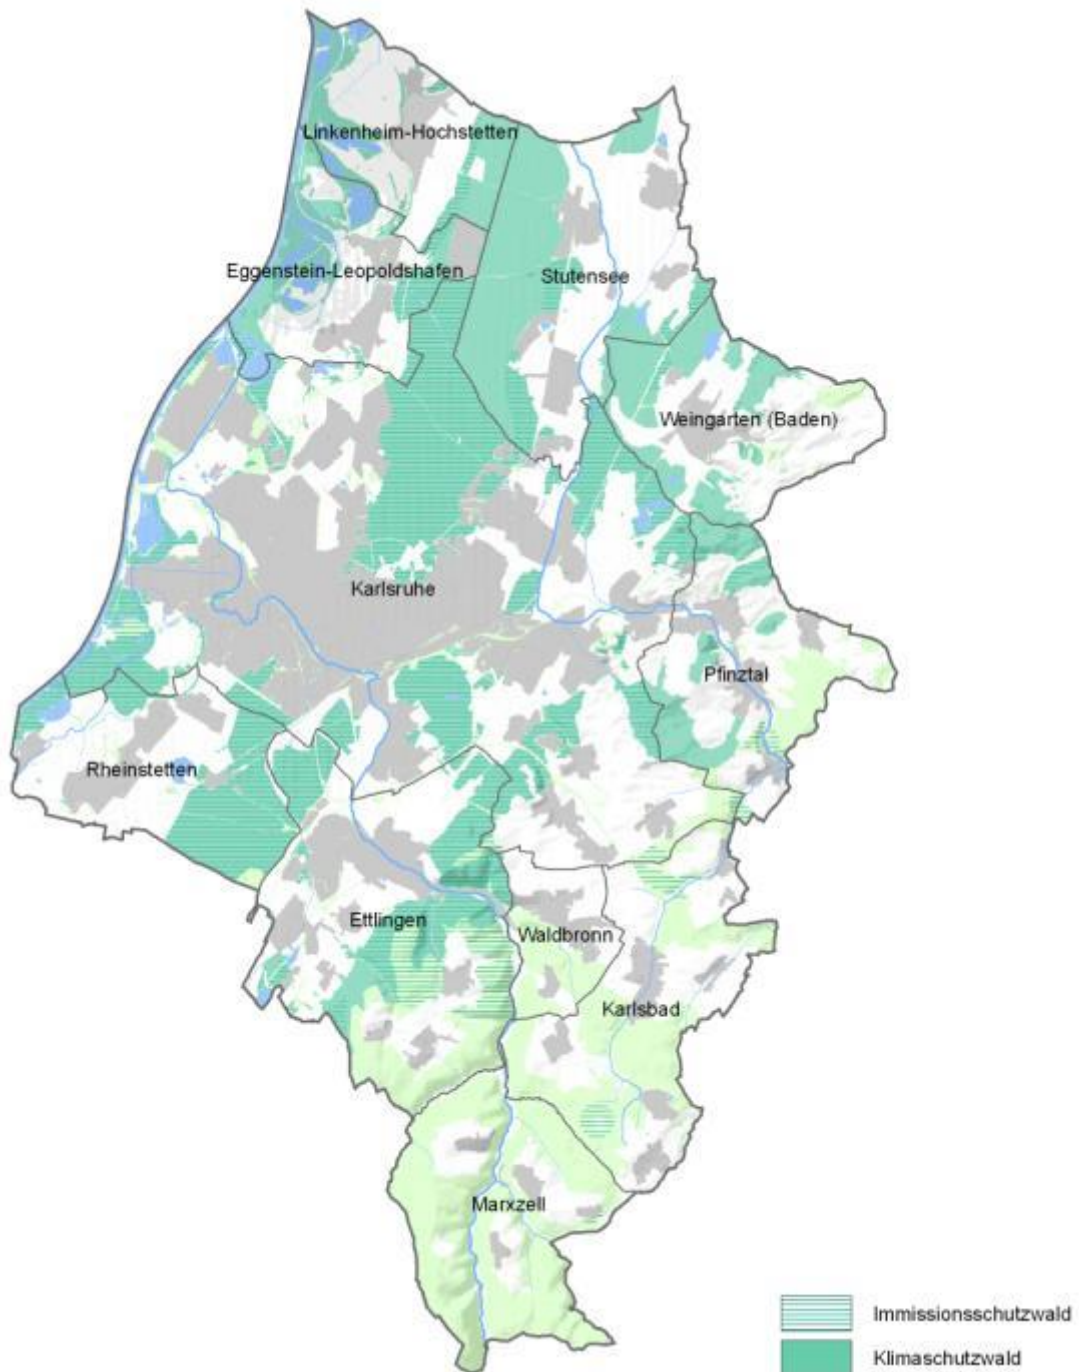 Linkenheim-Hochstetten
Eggenstein-Leopoldshafen
Stutensee
Weingarten (Baden)
Karlsruhe
Pfinztal
Rheinstetten
Ettlingen
Waldbronn
Karlsbad
Marxzell
Immissionsschutzwald
Klimaschutzwald